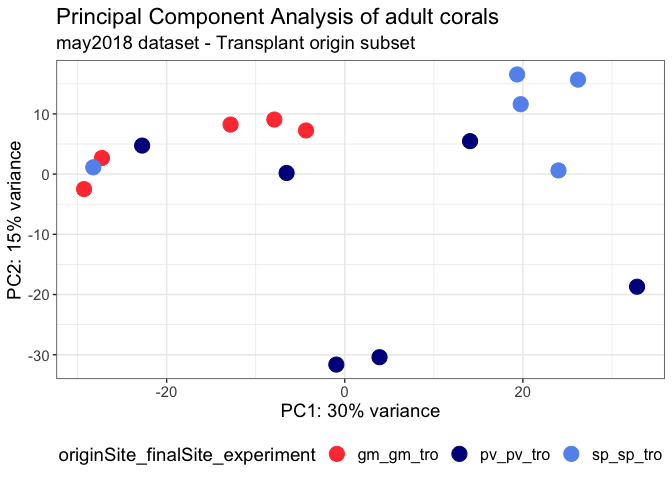 Principal Component Analysis of adult corals
may2018 dataset - Transplant origin subset
PC2: 15% variance
10
0
-10
-20
-30
-20 0 20
PC1: 30% variance
originSite_finalSite_experiment gm_gm_tro pv_pv_tro sp_sp_tro